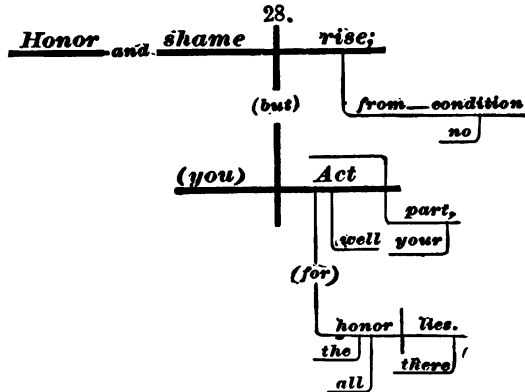 28.
Honor and shame rise;
from condition
no
(but)
(you) Act
part,
well your
(for)
honor lies.
the there
all